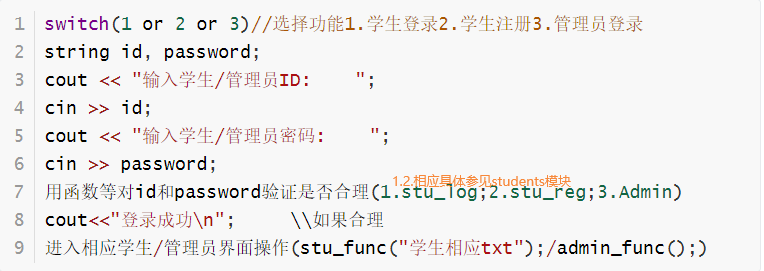 1 switch(1 or 2 or 3)//选择功能1.学生登录2.学生注册3.管理员登录
2 string id, password;
3 cout << "输入学生/管理员ID:    ";
4 cin >> id;
5 cout << "输入学生/管理员密码:    ";
6 cin >> password;
1.2.相应具体参见students模块
7 用函数等对id和password验证是否合理(1.stu_log;2.stu_reg;3.Admin)
8 cout<<"登录成功\n";     \\如果合理
9 进入相应学生/管理员界面操作(stu_func("学生相应txt");/admin_func();)